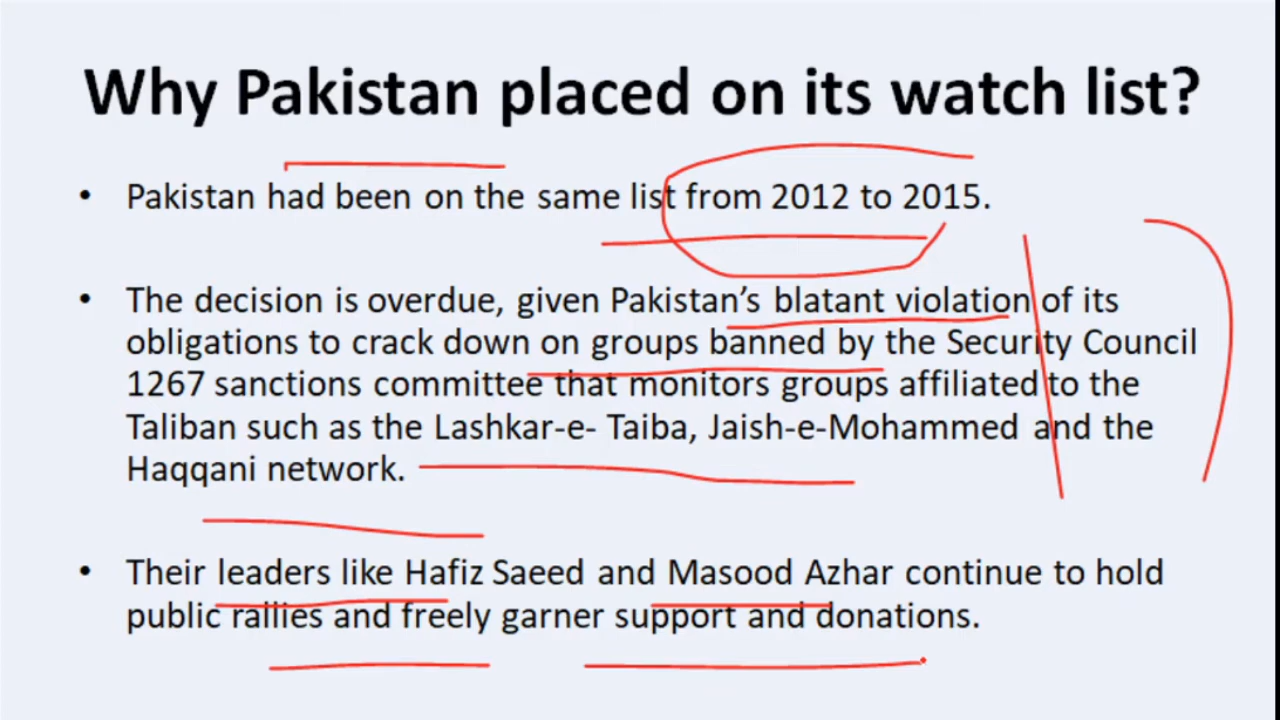 Why Pakistan placed on its watch list?
• Pakistan had been on the same list from 2012 to 2015.
• The decision is overdue, given Pakistan’s blatant violation of its
obligations to crack down on groups banned by the Security Council
1267 sanctions committee that monitors groups affiliated to the
Taliban such as the Lashkar-e- Taiba, Jaish-e-Mohammed and the
Haqqani network.
• Their leaders like Hafiz Saeed and Masood Azhar continue to hold
public rallies and freely garner support and donations.